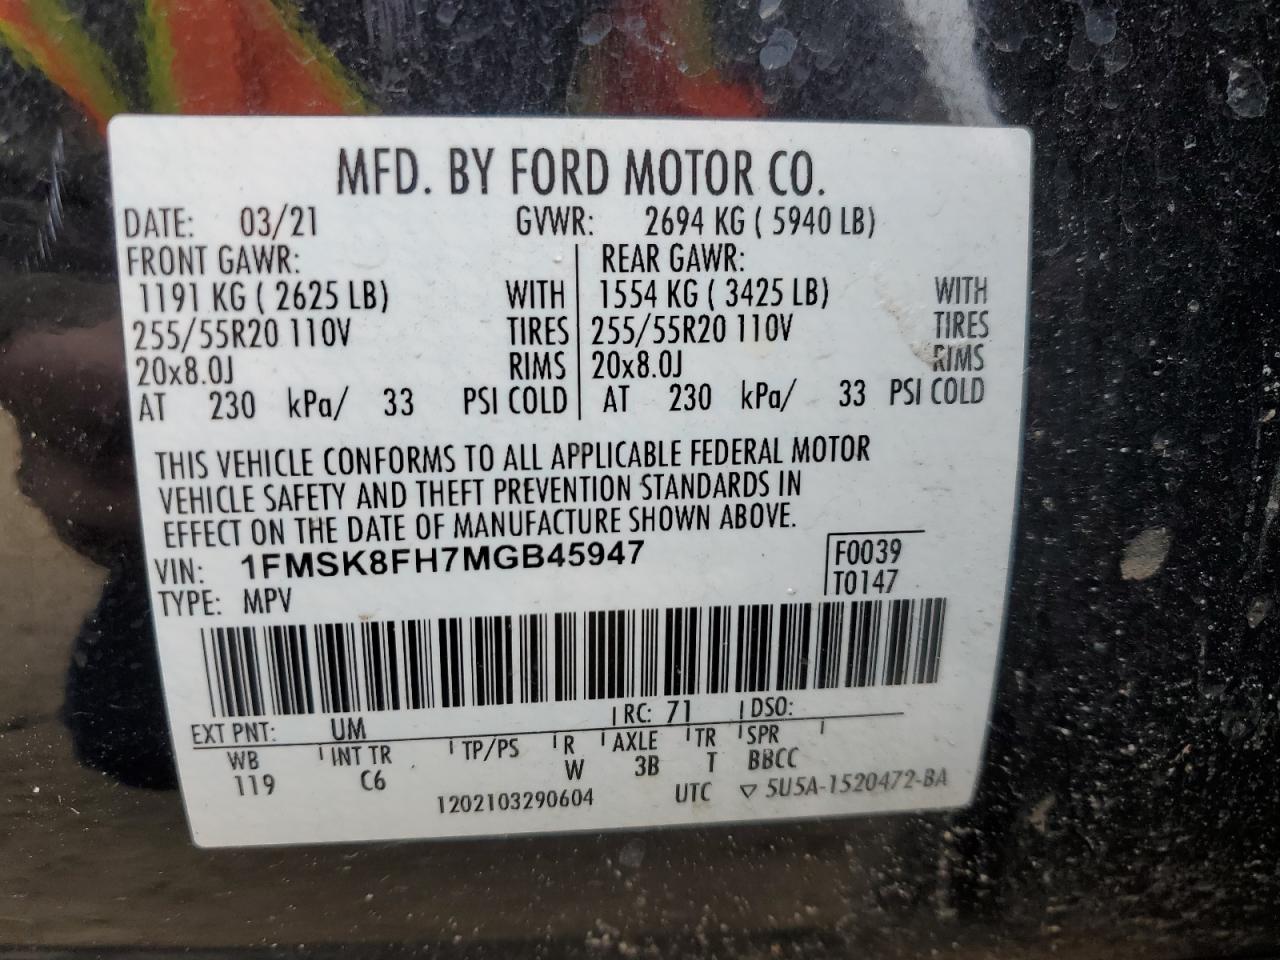 MFD. BY FORD MOTOR CO.
DATE: 03/21 GVWR: 2694 KG ( 5940 LB)
FRONT GAWR: REAR GAWR:
1191 KG ( 2625 LB) WITH 1554 KG ( 3425 LB) WITH
255/55R20 110V TIRES 255/55R20 110V TIRES
20x8.0J RIMS 20x8.0J RIMS
AT 230 kPa/ 33 PSI COLD AT 230 kPa/ 33 PSI COLD
THIS VEHICLE CONFORMS TO ALL APPLICABLE FEDERAL MOTOR
VEHICLE SAFETY AND THEFT PREVENTION STANDARDS IN
EFFECT ON THE DATE OF MANUFACTURE SHOWN ABOVE.
VIN: 1FMSK8FH7MGB45947 F0039
TYPE: MPV T0147
EXT PNT: UM RC: 71 DSO:
WB INT TR TP/PS R AXLE TR SPR
119 C6 W 3B T BBCC
1202103290604 UTC ▽ 5U5A-1520472-BA